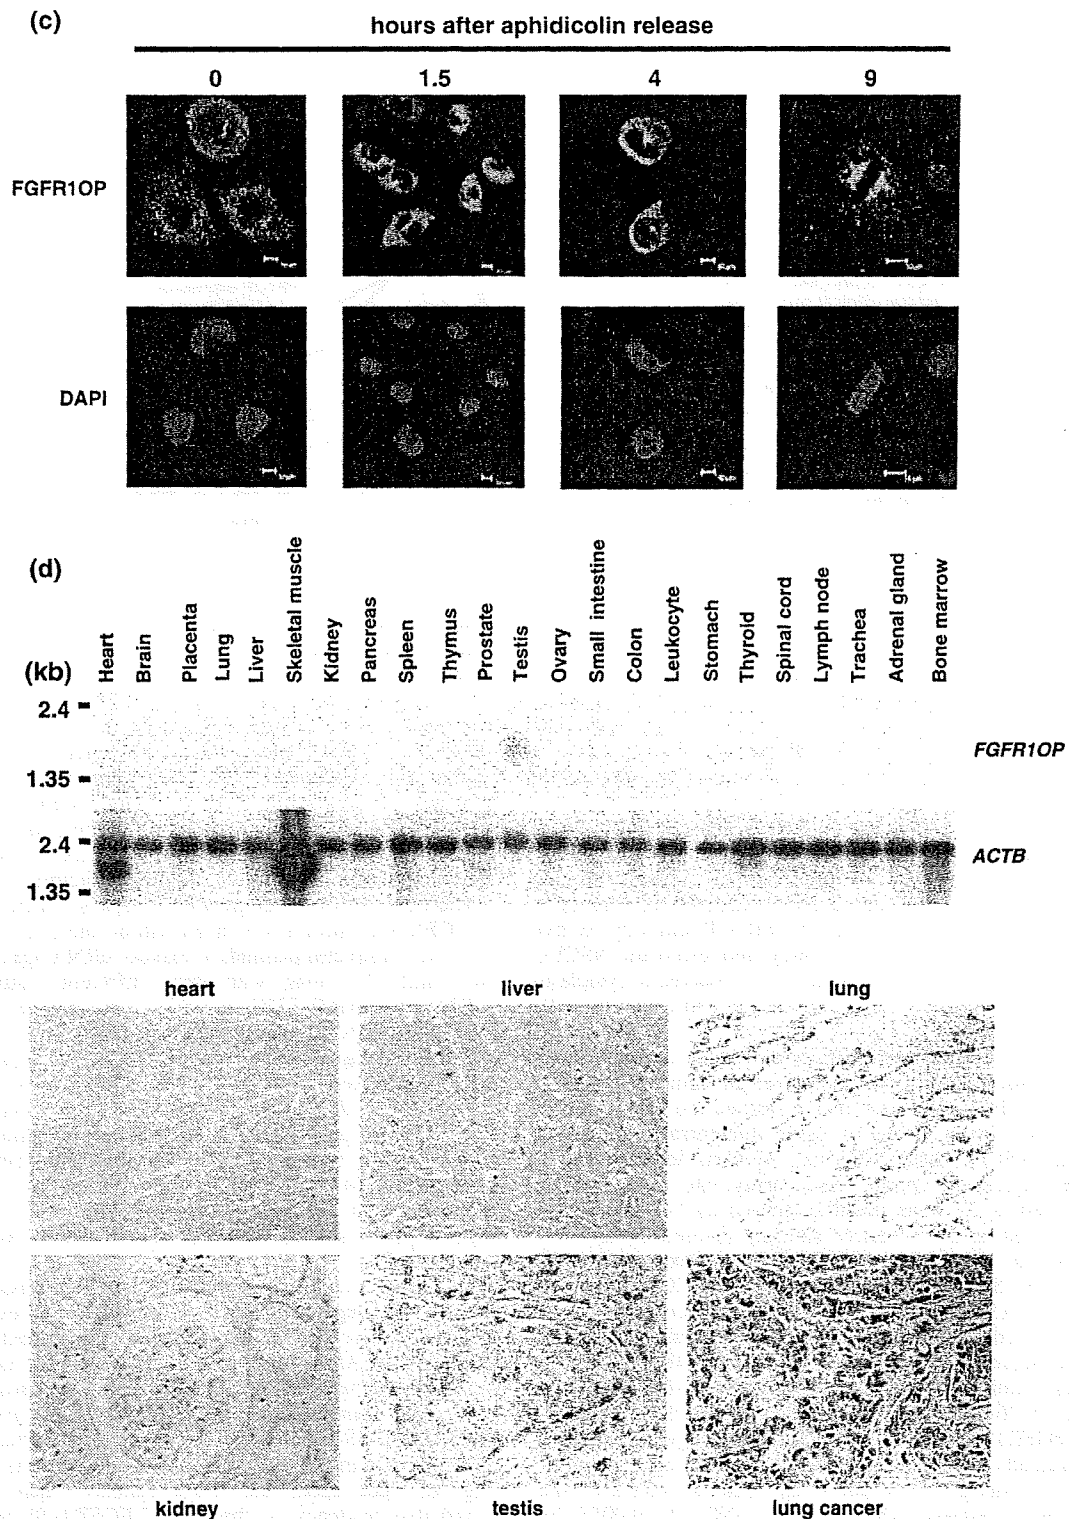 (c)
hours after aphidicolin release
0 1.5 4 9
FGFR1OP
DAPI
(d)
(kb)
Heart
Brain
Placenta
Lung
Liver
Skeletal muscle
Kidney
Pancreas
Spleen
Thymus
Prostate
Testis
Ovary
Small intestine
Colon
Leukocyte
Stomach
Thyroid
Spinal cord
Lymph node
Trachea
Adrenal gland
Bone marrow
2.4
FGFR1OP
1.35
2.4
ACTB
1.35
heart liver lung
kidney testis lung cancer